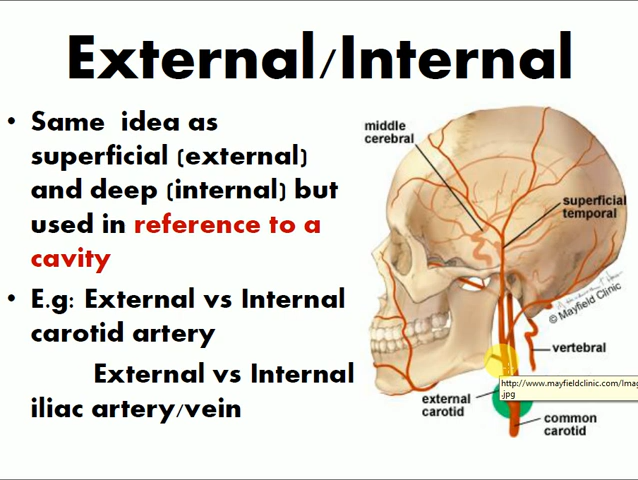 External/Internal
• Same idea as
superficial (external)
and deep (internal) but
used in reference to a
cavity
• E.g: External vs Internal
carotid artery
External vs Internal
iliac artery/vein
middle
cerebral
superficial
temporal
© Mayfield Clinic
vertebral
http://www.mayfieldclinic.com/Imag
.jpg
external
carotid
common
carotid